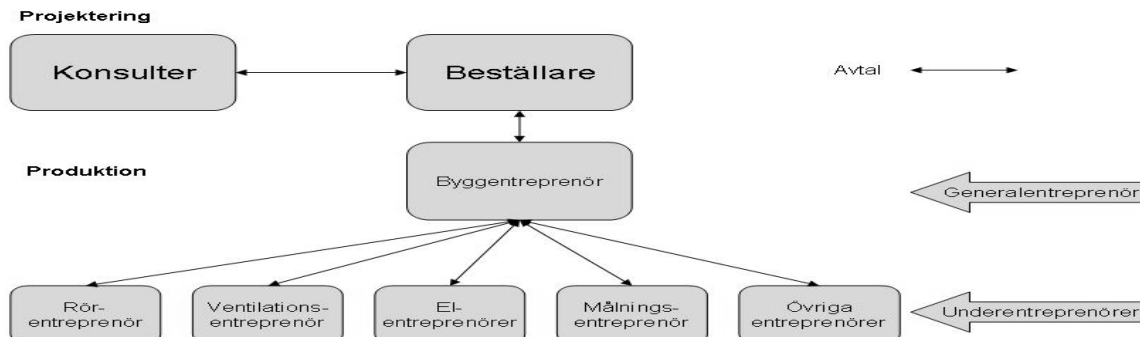 Projektering
Konsulter
Beställare
Avtal
Produktion
Byggentreprenör
Generalentreprenör
Rör-
entreprenör
Ventilations-
entreprenör
El-
entreprenörer
Målnings-
entreprenör
Övriga
entreprenörer
Underentreprenörer